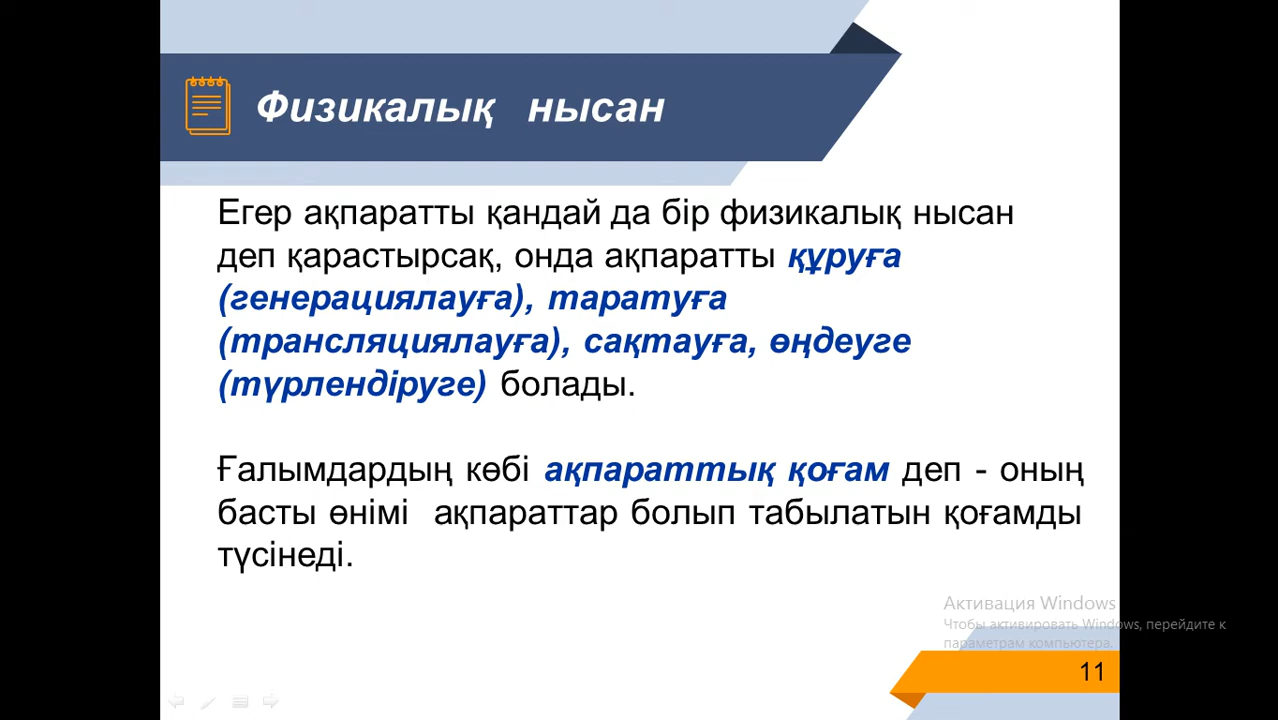 Физикалық нысан
Егер ақпаратты қандай да бір физикалық нысан
деп қарастырсақ, онда ақпаратты құруға
(генерациялауға), таратуға
(трансляциялауға), сақтауға, өңдеуге
(түрлендіруге) болады.
Ғалымдардың көбі ақпараттық қоғам деп - оның
басты өнімі ақпараттар болып табылатын қоғамды
түсінеді.
Активация Windows
Чтобы активировать Windows, перейдите к
параметрам компьютера.
11